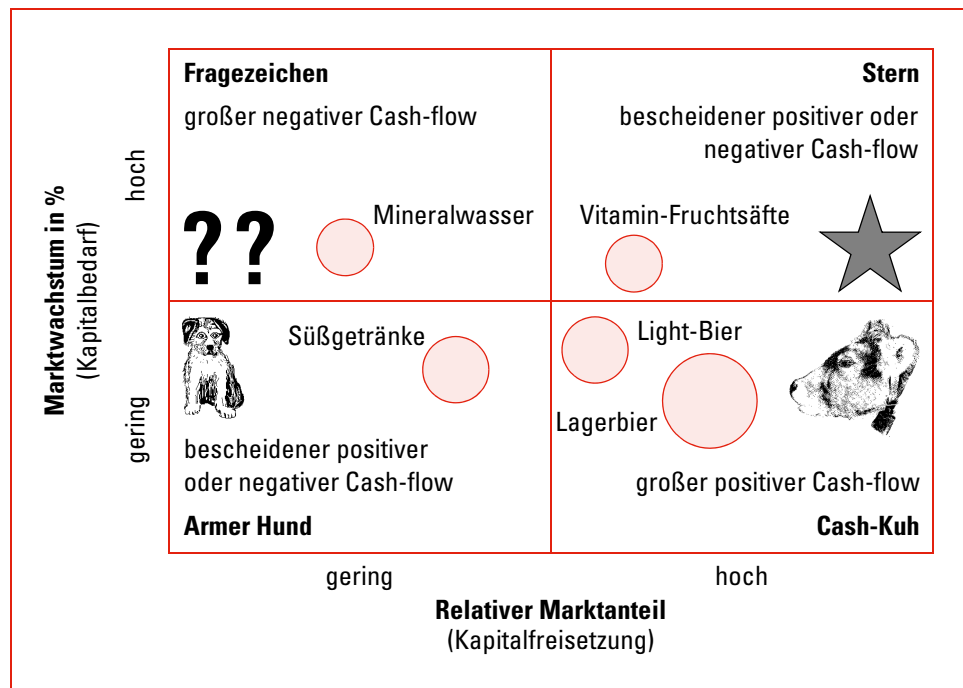 Fragezeichen
großer negativer Cash-flow
??
Mineralwasser
Stern
bescheidener positiver oder
negativer Cash-flow
Vitamin-Fruchtsäfte
Süßgetränke
bescheidener positiver
oder negativer Cash-flow
Armer Hund
Light-Bier
Lagerbier
großer positiver Cash-flow
Cash-Kuh
Marktwachstum in %
(Kapitalbedarf)
hoch
gering
gering
hoch
Relativer Marktanteil
(Kapitalfreisetzung)